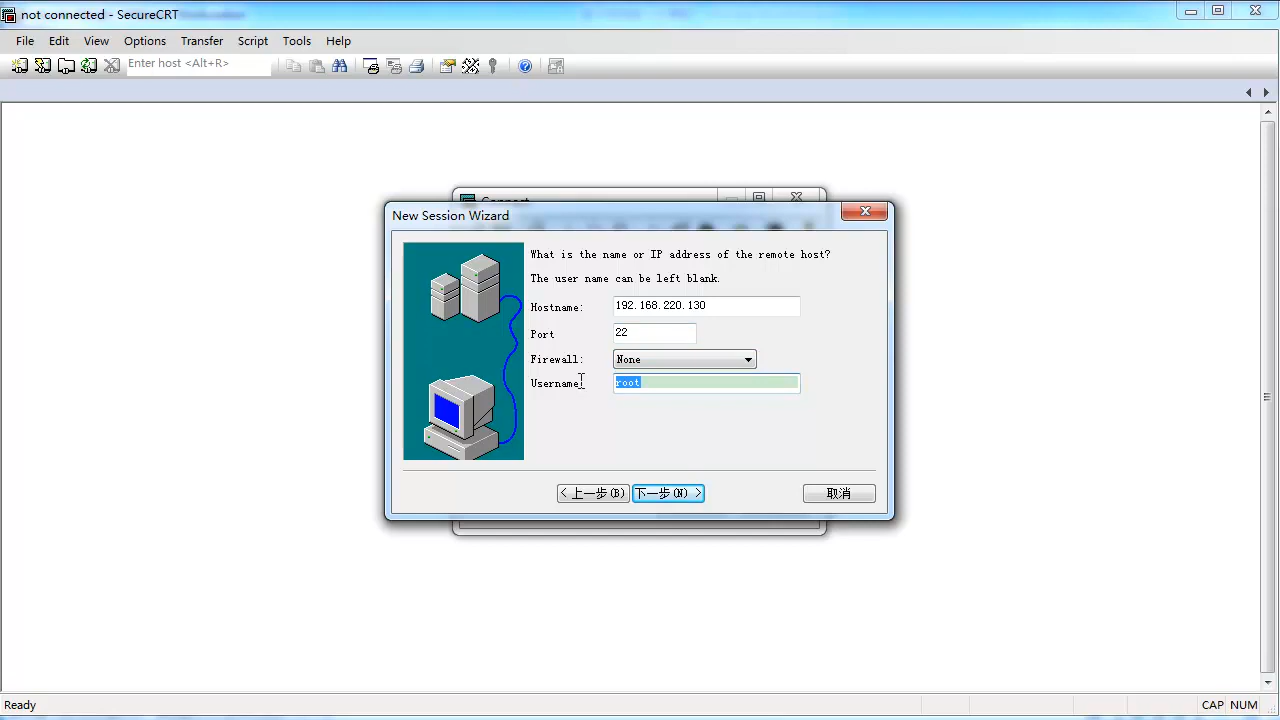 not connected - SecureCRT
File Edit View Options Transfer Script Tools Help
Enter host <Alt+R>
Connect
New Session Wizard
What is the name or IP address of the remote host?
The user name can be left blank.
Hostname: 192.168.220.130
Port 22
Firewall: None
Username: root
< 上一步(B) 下一步(N) > 取消
Ready CAP NUM